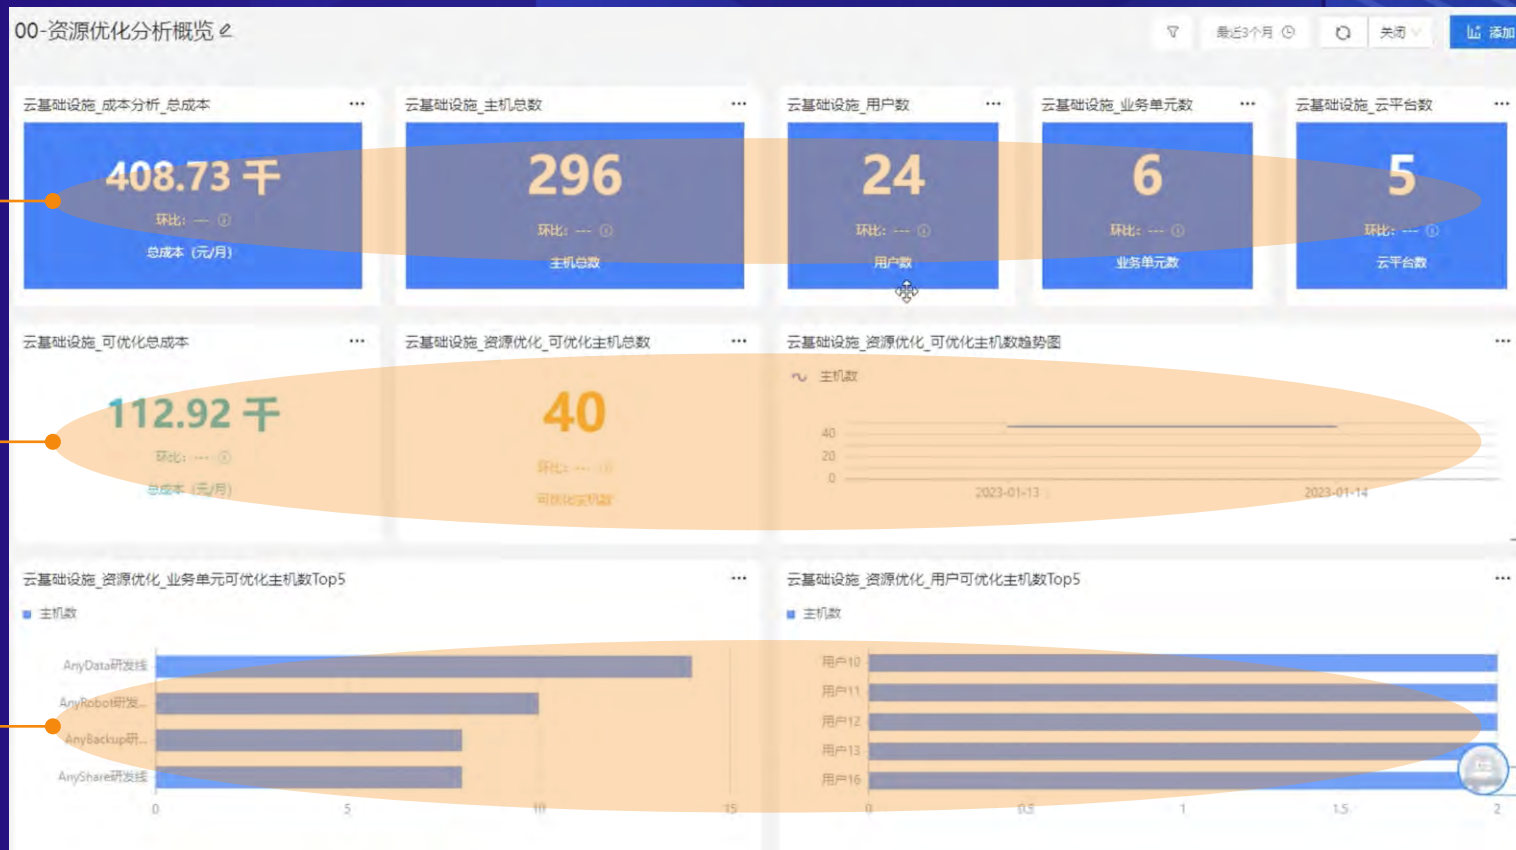 00-资源优化分析概览
最近3个月
关闭
添加
云基础设施_成本分析_总成本 ...
云基础设施_主机总数 ...
云基础设施_用户数 ...
云基础设施_业务单元数 ...
云基础设施_云平台数 ...
408.73 千
环比: ---
总成本 (元/月)
296
环比: ---
主机总数
24
环比: ---
用户数
6
环比: ---
业务单元数
5
环比: ---
云平台数
云基础设施_可优化总成本 ...
云基础设施_资源优化_可优化主机总数 ...
云基础设施_资源优化_可优化主机数趋势图 ...
112.92 千
环比: ---
总成本 (元/月)
40
环比: ---
可优化主机数
主机数
40
20
0
2023-01-13
2023-01-14
云基础设施_资源优化_业务单元可优化主机数Top5 ...
主机数
AnyData研发线
AnyRobot研发...
AnyBackup研...
AnyShare研发线
0 5 10 15
云基础设施_资源优化_用户可优化主机数Top5 ...
主机数
用户10
用户11
用户12
用户13
用户16
0 0.5 1 1.5 2